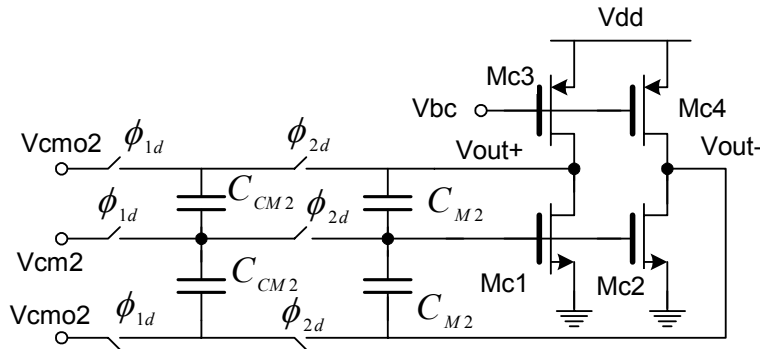 Vdd
Mc3
Vbc
Mc4
Vcmo2
ϕ1d
ϕ2d
Vout+
Vout-
CCM2
CM2
ϕ1d
ϕ2d
Vcm2
CCM2
CM2
Mc1
Mc2
Vcmo2
ϕ1d
ϕ2d